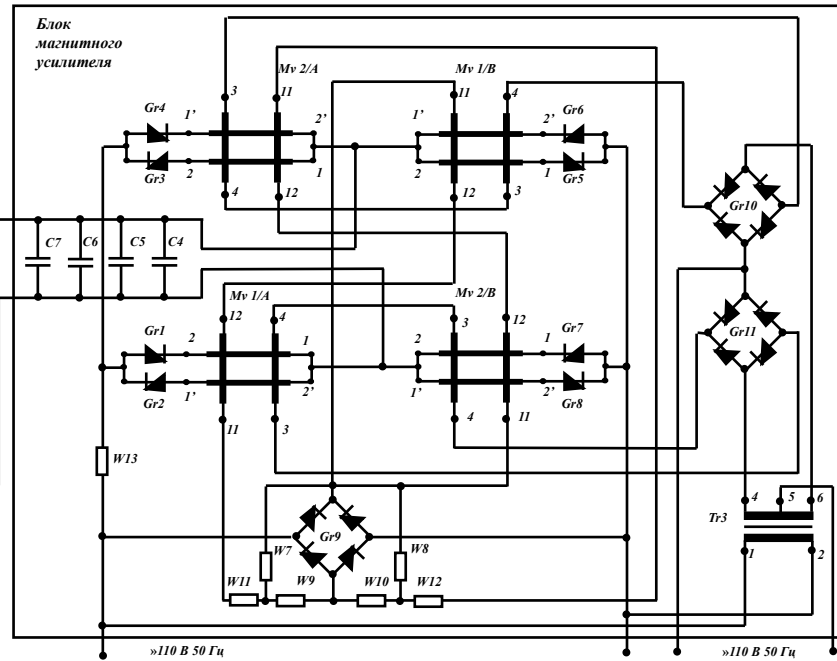 Блок
магнитного
усилителя
Mv 2/A
Mv 1/B
3
11
11
4
Gr4
1’
2’
1’
2’
Gr6
Gr3
2
1
2
1
Gr5
4
12
12
3
Gr10
C7
C6
C5
C4
Mv 1/A
Mv 2/B
12
4
3
12
Gr11
Gr1
2
1
2
1
Gr7
Gr2
1’
2’
1’
2’
Gr8
11
3
4
11
W13
4
5
6
Tr3
1
2
Gr9
W7
W8
W11
W9
W10
W12
»110 В 50 Гц
»110 В 50 Гц